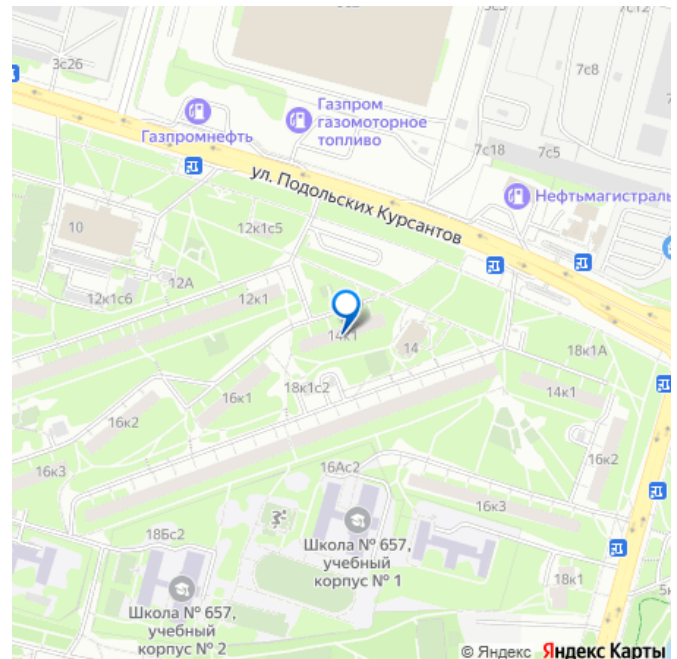 7с12
3с26
7с8
Газпром
газомоторное
топливо
Газпромнефть
7с18
7с5
ул. Подольских Курсантов
Нефтьмагистраль
10
12к1с5
12А
12к1с6
12к1
14к1
14
18к1А
18к1с2
14к1
16к1
16к2
16к2
16Ас2
16к3
16к3
18Бс2
Школа № 657,
учебный
корпус № 1
18к1
Школа № 657,
учебный
корпус № 2
© Яндекс Яндекс Карты